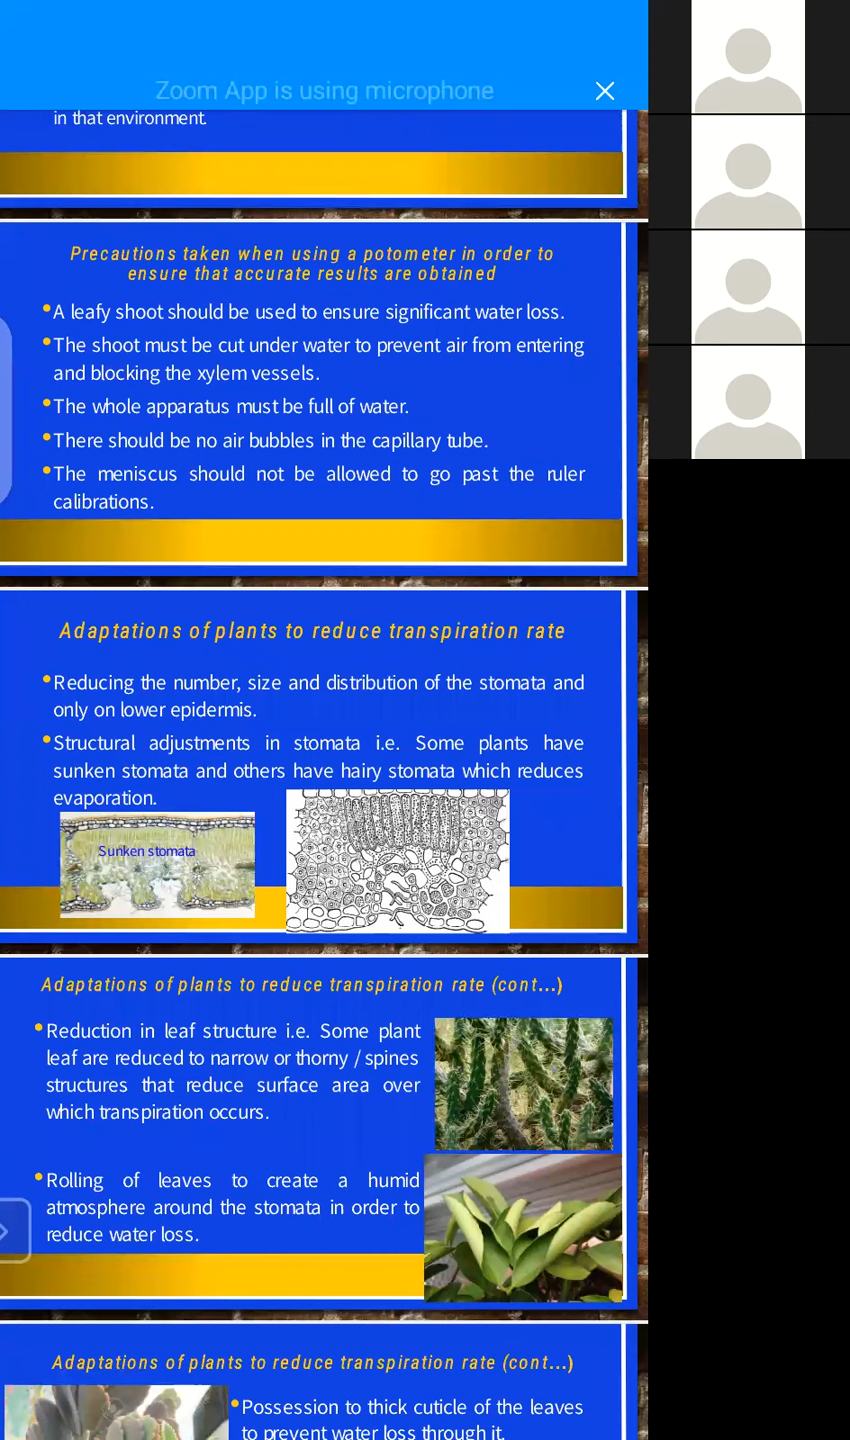 Zoom App is using microphone
in that environment.
Precautions taken when using a potometer in order to
ensure that accurate results are obtained
•A leafy shoot should be used to ensure significant water loss.
•The shoot must be cut under water to prevent air from entering
and blocking the xylem vessels.
•The whole apparatus must be full of water.
•There should be no air bubbles in the capillary tube.
•The meniscus should not be allowed to go past the ruler
calibrations.
Adaptations of plants to reduce transpiration rate
•Reducing the number, size and distribution of the stomata and
only on lower epidermis.
•Structural adjustments in stomata i.e. Some plants have
sunken stomata and others have hairy stomata which reduces
evaporation.
Sunken stomata
Adaptations of plants to reduce transpiration rate (cont...)
•Reduction in leaf structure i.e. Some plant
leaf are reduced to narrow or thorny / spines
structures that reduce surface area over
which transpiration occurs.
•Rolling of leaves to create a humid
atmosphere around the stomata in order to
reduce water loss.
Adaptations of plants to reduce transpiration rate (cont...)
•Possession to thick cuticle of the leaves
to prevent water loss through it.